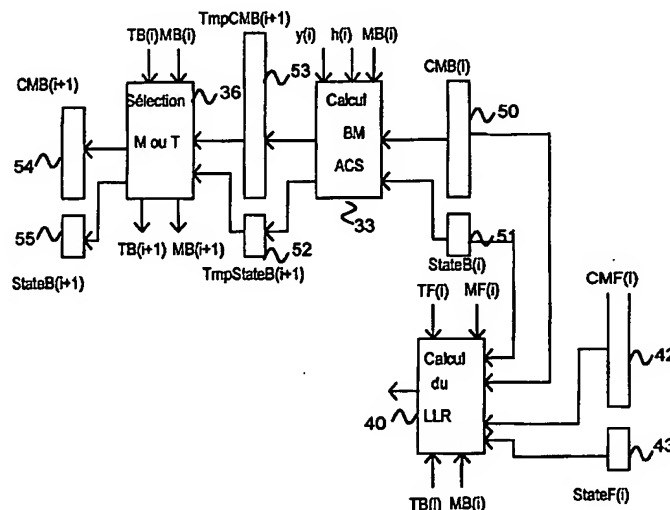 TmpCMB(i+1)
TB(i) MB(i)
y(i) h(i) MB(i)
CMB(i+1)
53
CMB(i)
36
Sélection
M ou T
Calcul
BM
ACS
50
54
55
33
51
52
TB(i+1) MB(i+1)
TmpStateB(i+1)
StateB(i)
StateB(i+1)
TF(i) MF(i)
CMF(i)
Calcul
du
LLR
40
42
43
TB(i) MB(i)
StateF(i)